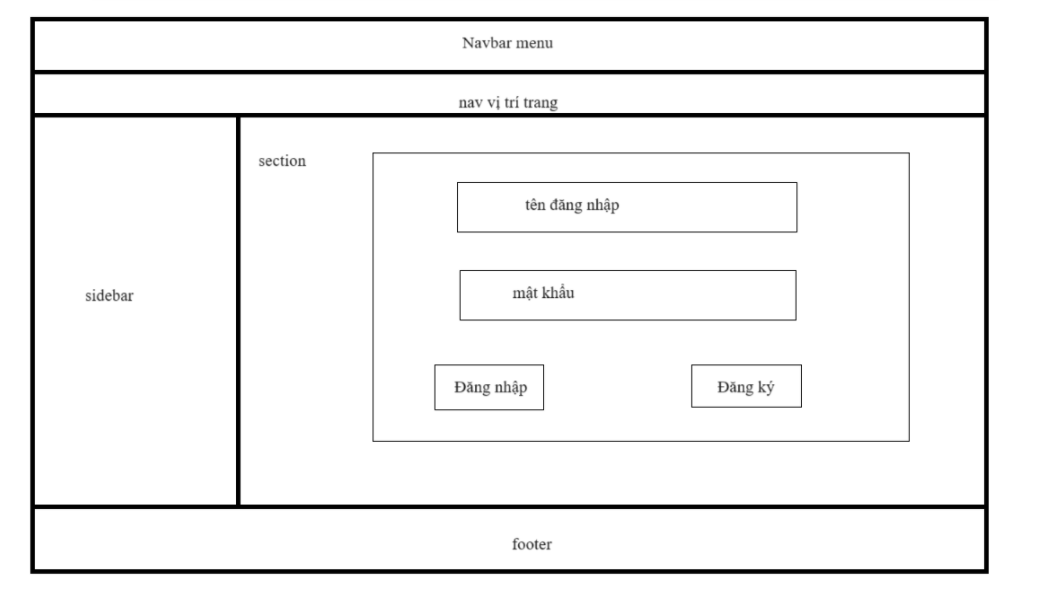 Navbar menu
nav vị trí trang
section
tên đăng nhập
mật khẩu
sidebar
Đăng nhập
Đăng ký
footer